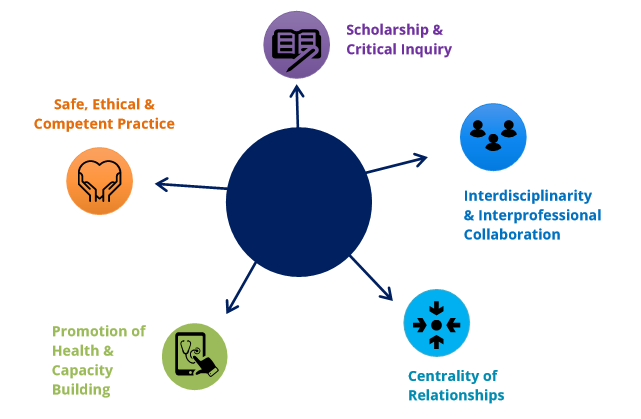 Scholarship &
Critical Inquiry
Safe, Ethical &
Competent Practice
Interdisciplinarity
& Interprofessional
Collaboration
Promotion of
Health &
Capacity
Building
Centrality of
Relationships